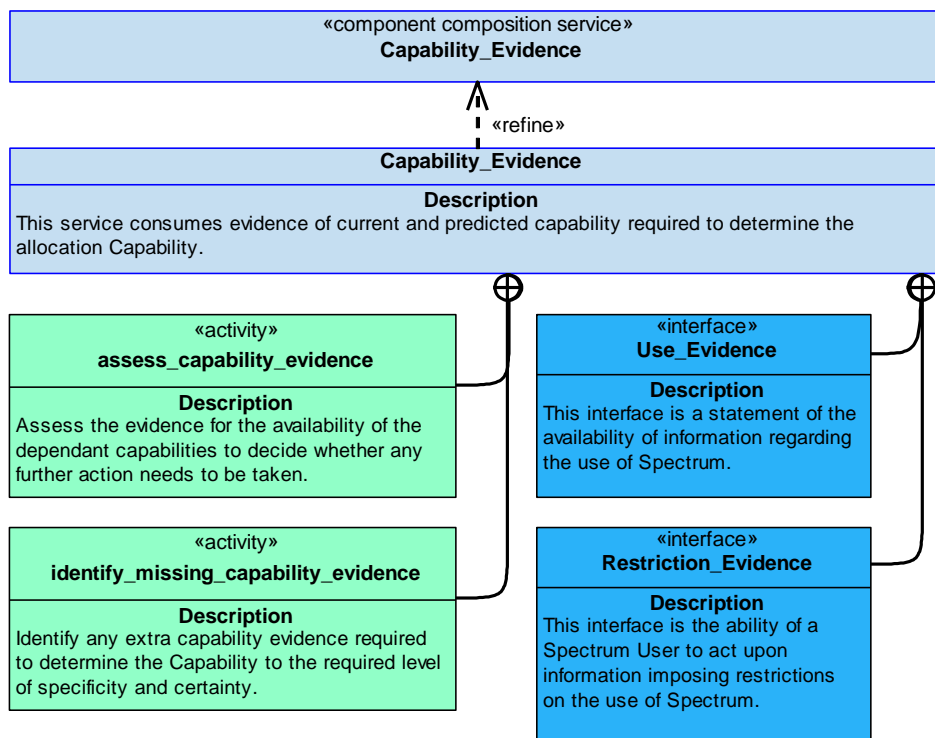 «component composition service»
Capability_Evidence
«refine»
Capability_Evidence
Description
This service consumes evidence of current and predicted capability required to determine the
allocation Capability.
«activity»
assess_capability_evidence
Description
Assess the evidence for the availability of the
dependant capabilities to decide whether any
further action needs to be taken.
«interface»
Use_Evidence
Description
This interface is a statement of the
availability of information regarding
the use of Spectrum.
«activity»
identify_missing_capability_evidence
Description
Identify any extra capability evidence required
to determine the Capability to the required level
of specificity and certainty.
«interface»
Restriction_Evidence
Description
This interface is the ability of a
Spectrum User to act upon
information imposing restrictions
on the use of Spectrum.